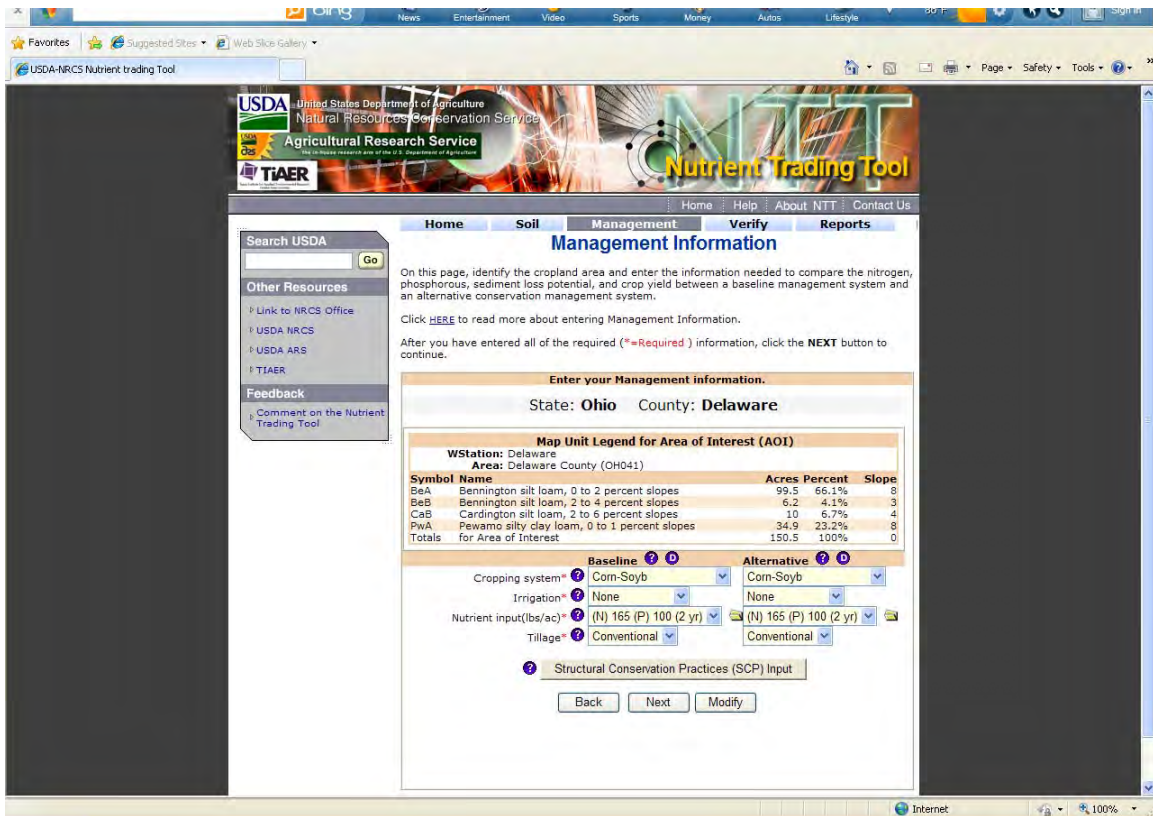 bing
News Entertainment Video Sports Money Autos Lifestyle
80°F
Sign in
Favorites Suggested Sites Web Slice Gallery
USDA-NRCS Nutrient trading Tool
Page Safety Tools
USDA United States Department of Agriculture
Natural Resources Conservation Service
Agricultural Research Service
the in-house research arm of the U.S. Department of Agriculture
TIAER
NTT
Nutrient Trading Tool
Home Help About NTT Contact Us
Home Soil Management Verify Reports
Search USDA
Go
Other Resources
Link to NRCS Office
USDA NRCS
USDA ARS
TIAER
Feedback
Comment on the Nutrient
Trading Tool
Management Information
On this page, identify the cropland area and enter the information needed to compare the nitrogen,
phosphorous, sediment loss potential, and crop yield between a baseline management system and
an alternative conservation management system.
Click HERE to read more about entering Management Information.
After you have entered all of the required (*=Required ) information, click the NEXT button to
continue.
Enter your Management information.
State: Ohio County: Delaware
Map Unit Legend for Area of Interest (AOI)
WStation: Delaware
Area: Delaware County (OH041)
Symbol Name Acres Percent Slope
BeA Bennington silt loam, 0 to 2 percent slopes 99.5 66.1% 8
BeB Bennington silt loam, 2 to 4 percent slopes 6.2 4.1% 3
CaB Cardington silt loam, 2 to 6 percent slopes 10 6.7% 4
PwA Pewamo silty clay loam, 0 to 1 percent slopes 34.9 23.2% 8
Totals for Area of Interest 150.5 100% 0
Baseline ? D Alternative ? D
Cropping system* ? Corn-Soyb Corn-Soyb
Irrigation* ? None None
Nutrient input(lbs/ac)* ? (N) 165 (P) 100 (2 yr) (N) 165 (P) 100 (2 yr)
Tillage* ? Conventional Conventional
? Structural Conservation Practices (SCP) Input
Back Next Modify
Internet 100%